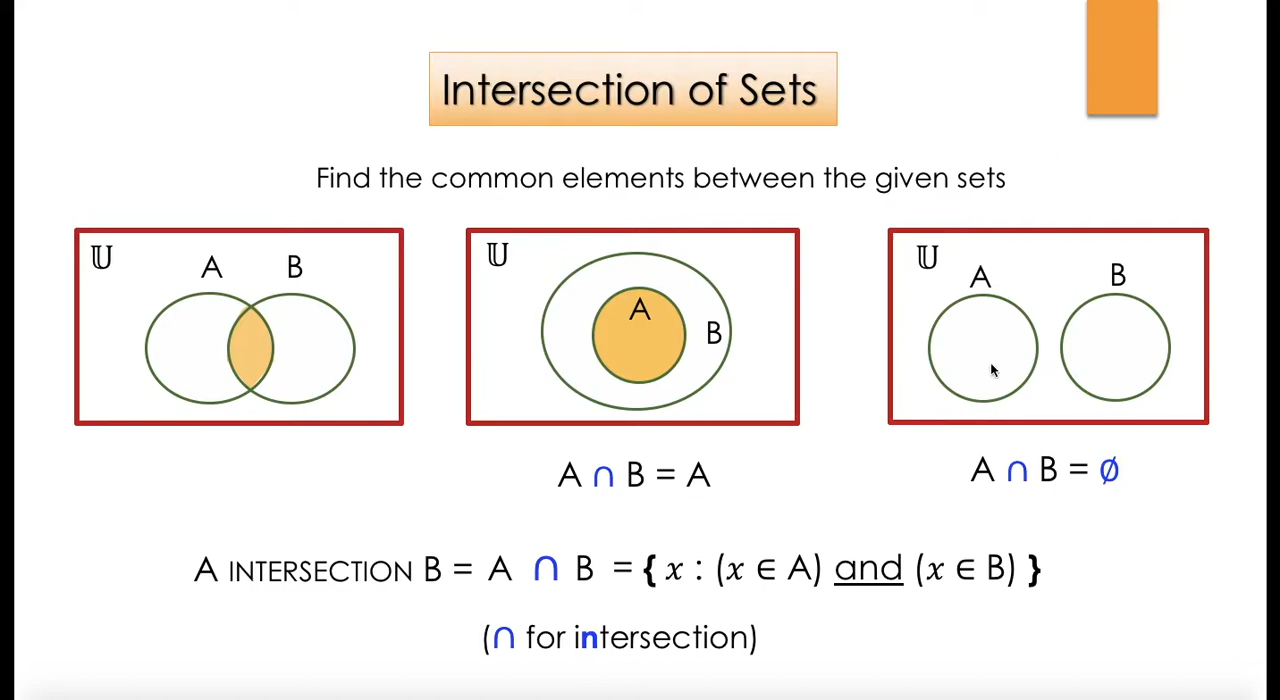 Intersection of Sets
Find the common elements between the given sets
𝕌
A B
𝕌
A
B
𝕌
A
B
A ∩ B = A
A ∩ B = ∅
A INTERSECTION B = A ∩ B = { x : (x ∈ A) and (x ∈ B) }
(∩ for intersection)